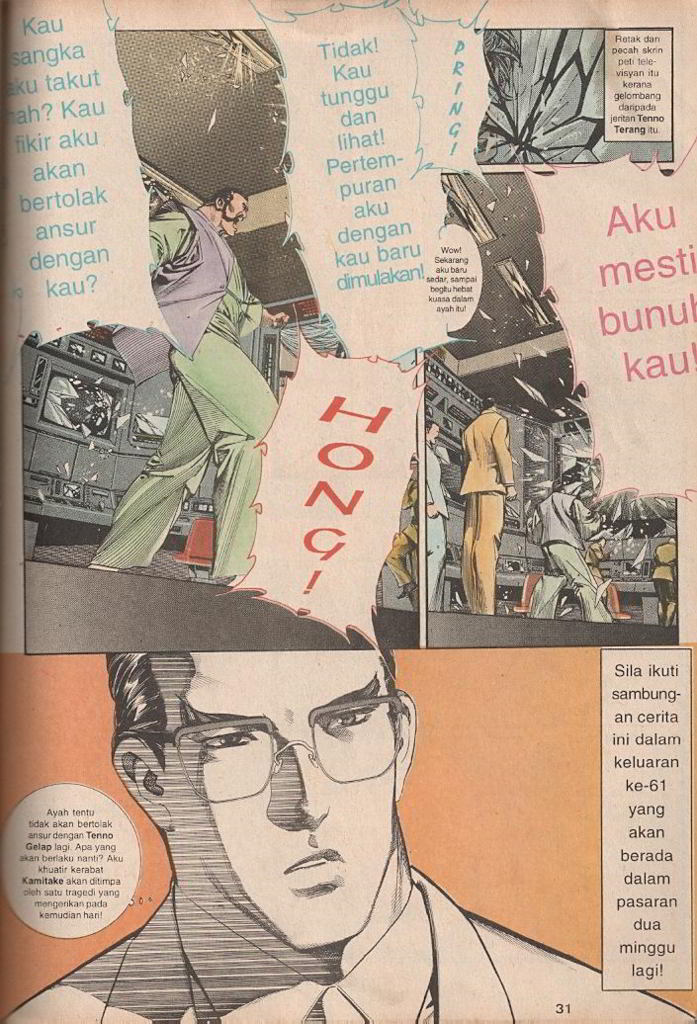 Kau
sangka
aku takut
hah? Kau
fikir aku
akan
bertolak
ansur
dengan
kau?
Tidak!
Kau
tunggu
dan
lihat!
Pertem-
puran
aku
dengan
kau baru
dimulakan!
PRING!
Retak dan
pecah skrin
peti tele-
visyen itu
kerana
gelombang
daripada
jeritan Tenno
Terang itu.
Wow!
Sekarang
aku baru
sedar, sampai
begitu hebat
kuasa dalam
ayah itu!
Aku
mesti
bunuh
kau!
HONG!
Ayah tentu
tidak akan bertolak
ansur dengan Tenno
Gelap lagi. Apa yang
akan berlaku nanti? Aku
khuatir kerabat
Kamitake akan ditimpa
oleh satu tragedi yang
mengerikan pada
kemudian hari!
Sila ikuti
sambung-
an cerita
ini dalam
keluaran
ke-61
yang
akan
berada
dalam
pasaran
dua
minggu
lagi!
31